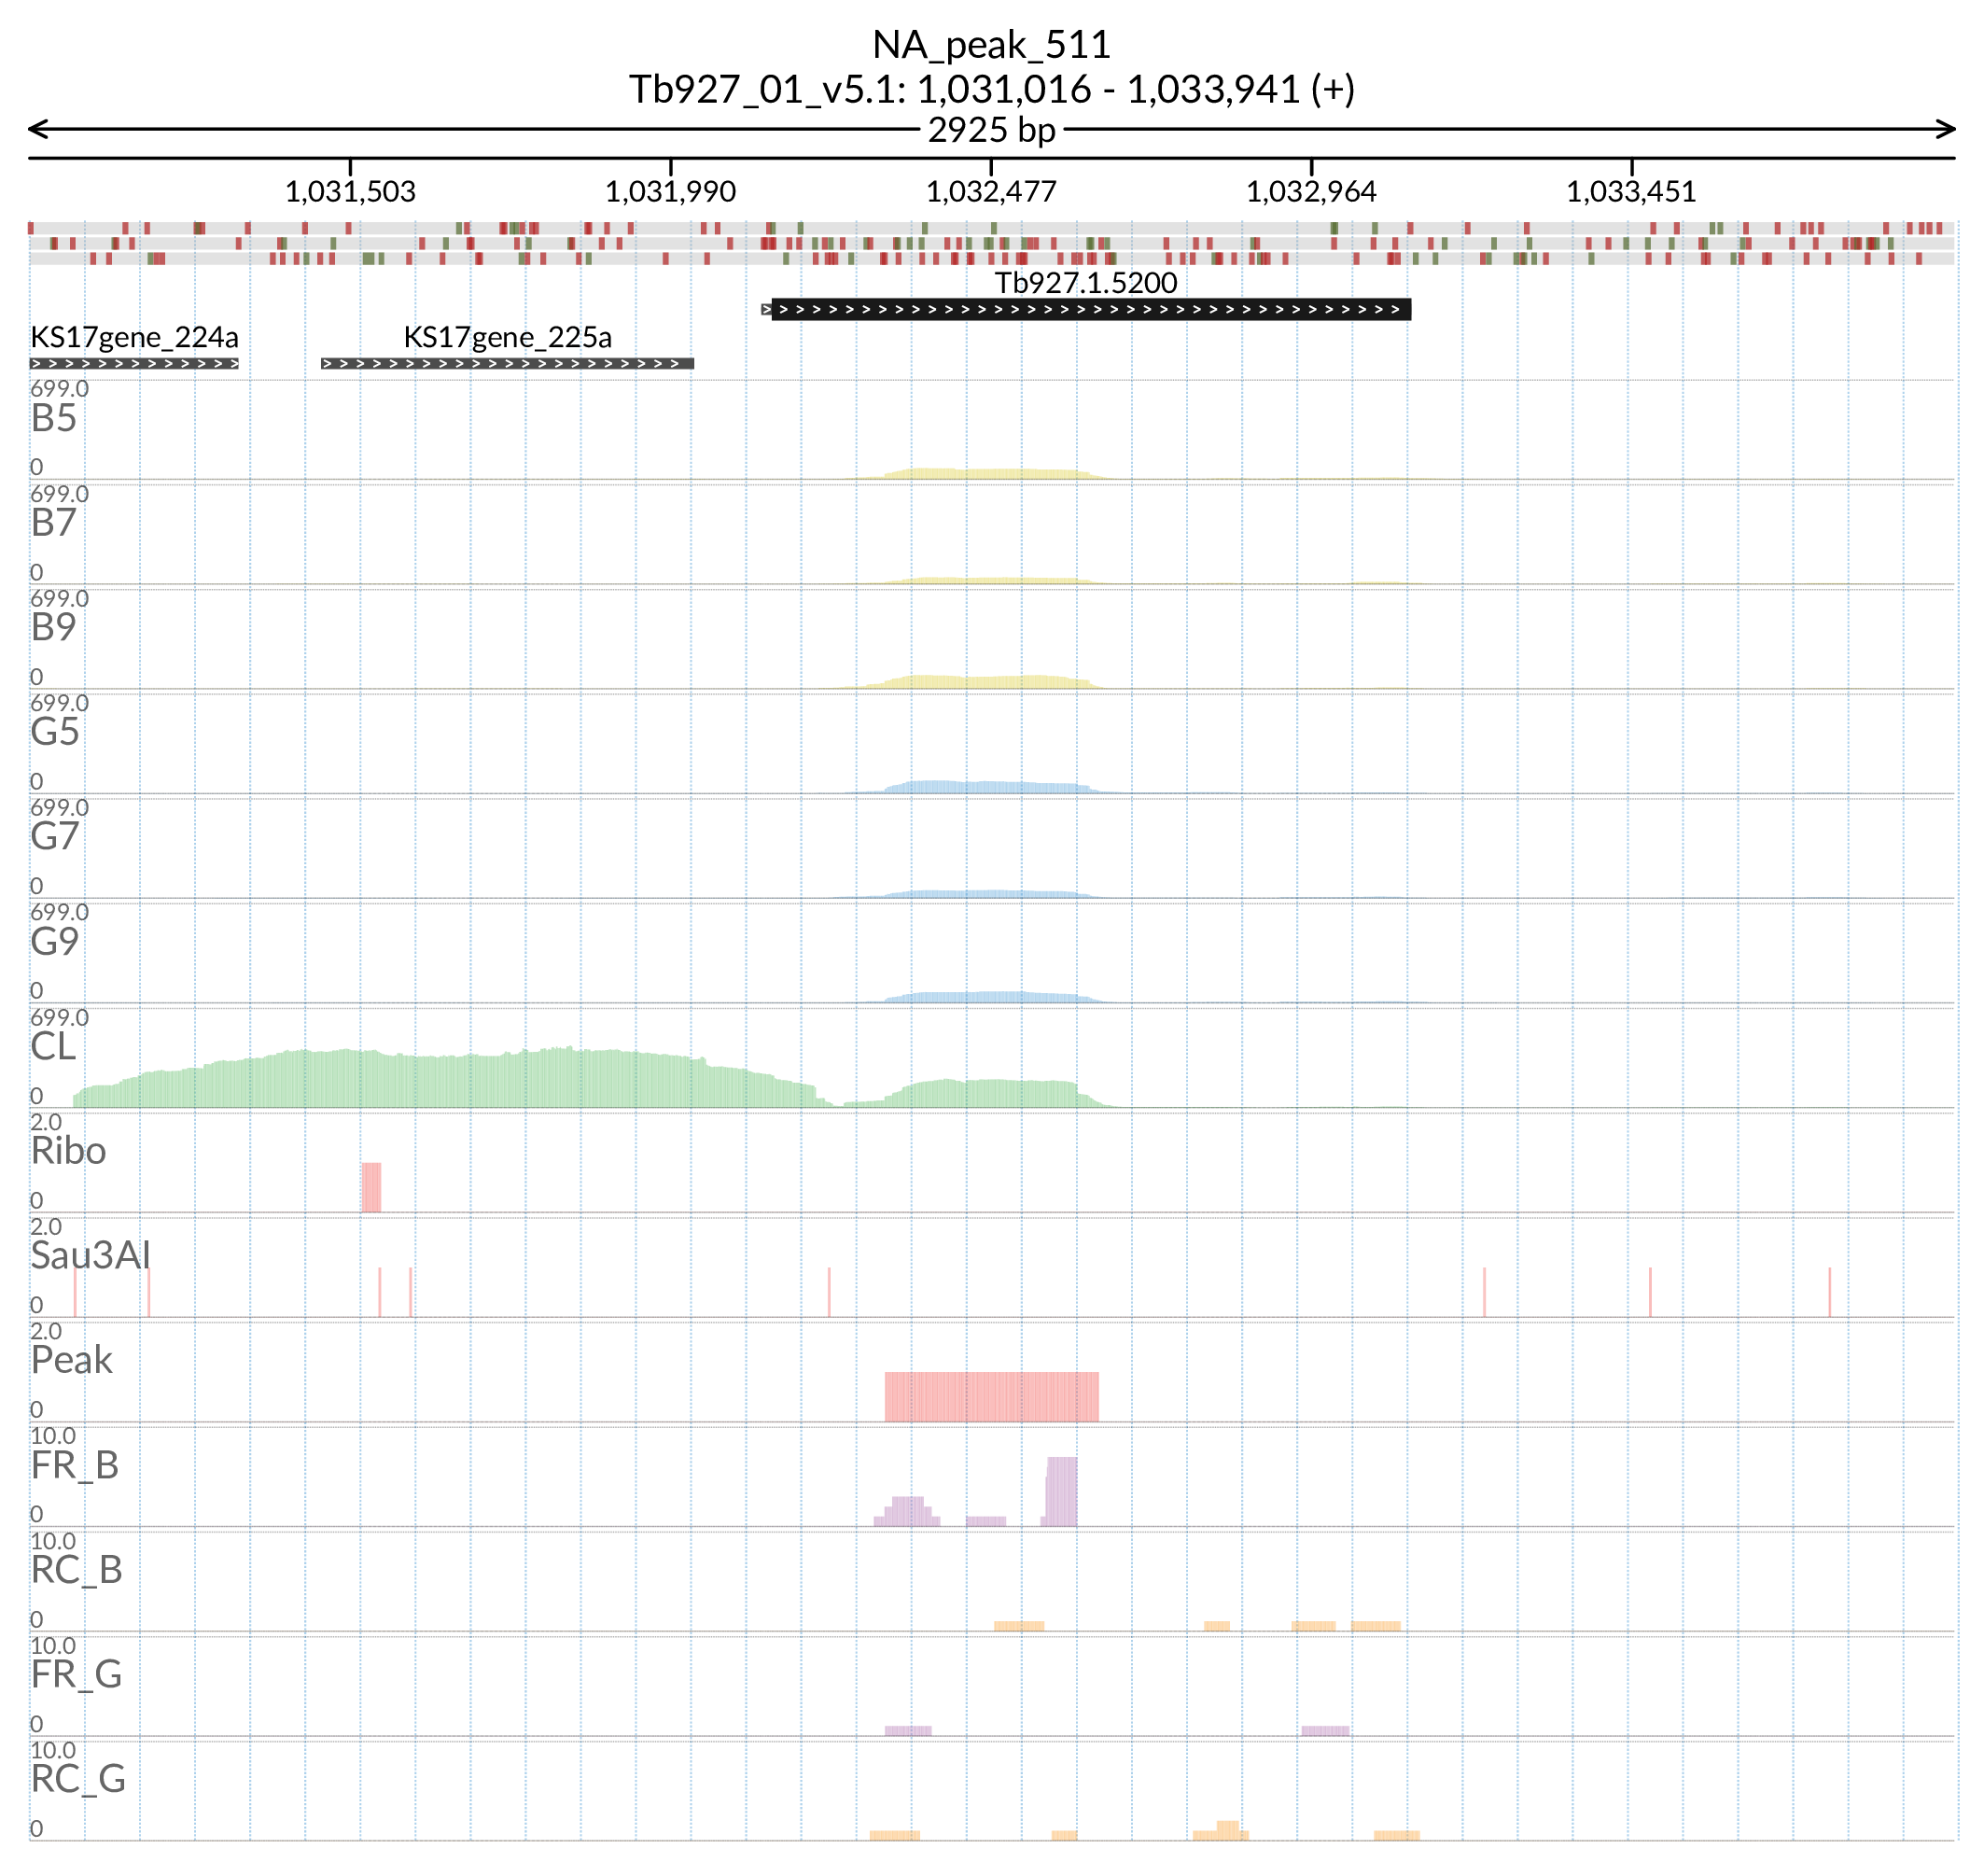 NA_peak_511
Tb927_01_v5.1: 1,031,016 - 1,033,941 (+)
2925 bp
1,031,503 1,031,990 1,032,477 1,032,964 1,033,451
Tb927.1.5200
KS17gene_224a KS17gene_225a
699.0
B5
0
699.0
B7
0
699.0
B9
0
699.0
G5
0
699.0
G7
0
699.0
G9
0
699.0
CL
0
2.0
Ribo
0
2.0
Sau3AI
0
2.0
Peak
0
10.0
FR_B
0
10.0
RC_B
0
10.0
FR_G
0
10.0
RC_G
0